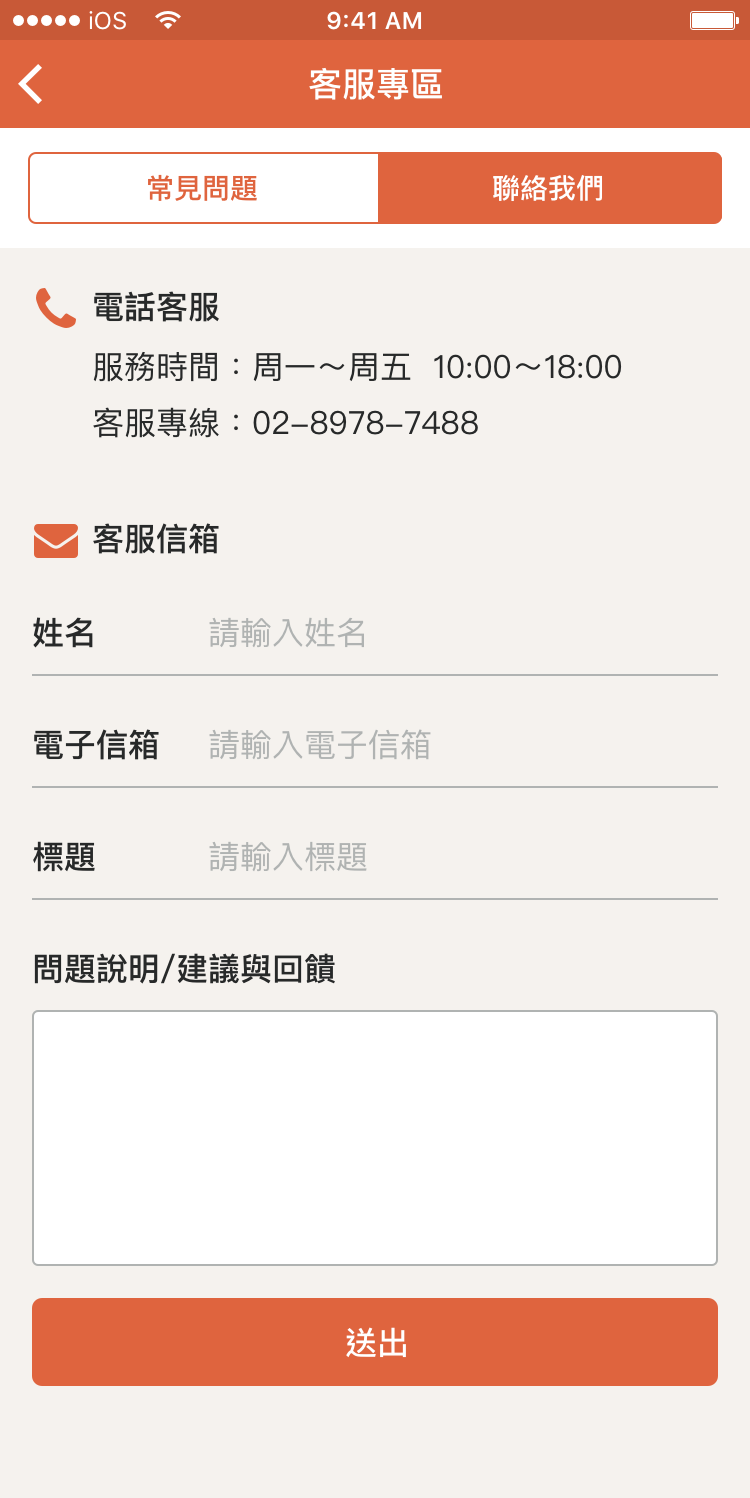 iOS 9:41 AM
客服專區
常見問題 聯絡我們
電話客服
服務時間：周一～周五 10:00～18:00
客服專線：02-8978-7488
客服信箱
姓名 請輸入姓名
電子信箱 請輸入電子信箱
標題 請輸入標題
問題說明/建議與回饋
送出